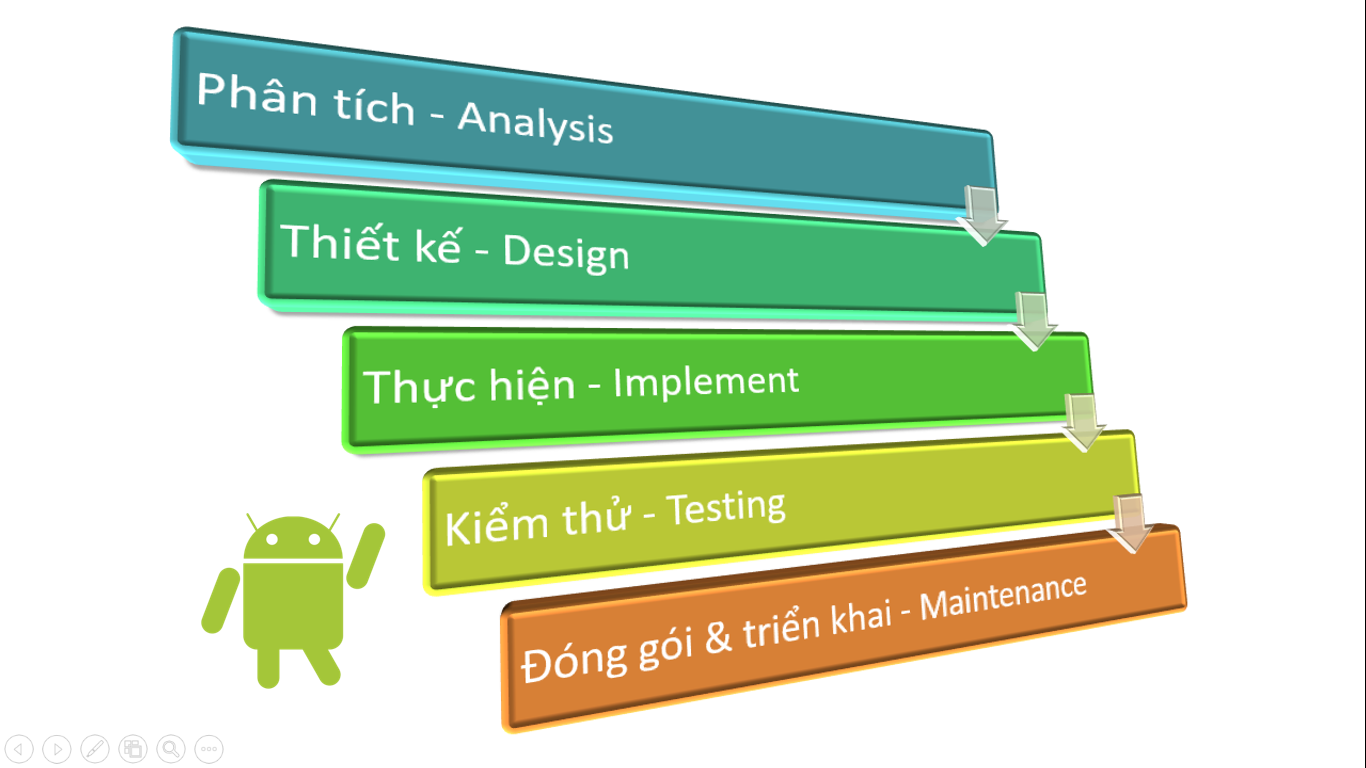 Phân tích - Analysis
Thiết kế - Design
Thực hiện - Implement
Kiểm thử - Testing
Đóng gói & triển khai - Maintenance